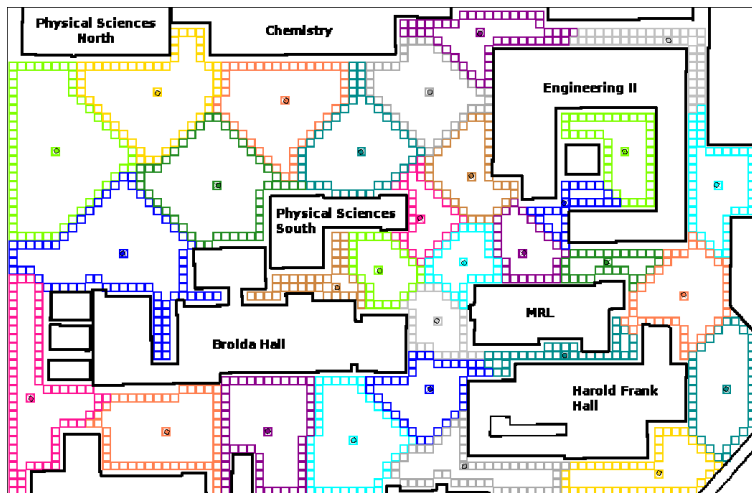 Physical Sciences
North
Chemistry
Engineering II
Physical Sciences
South
MRL
Broida Hall
Harold Frank
Hall